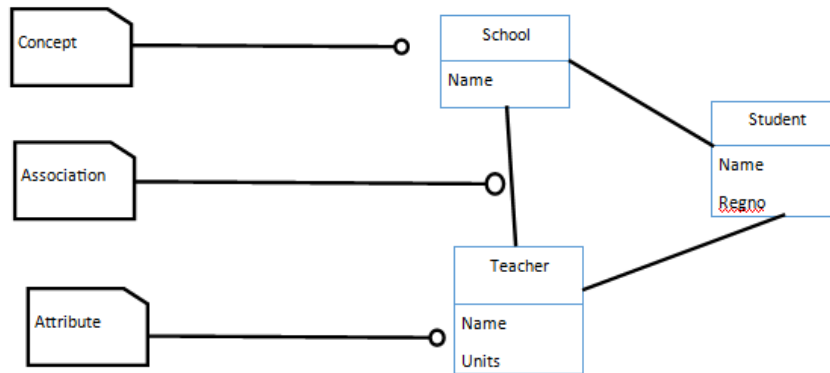 Concept
School
Name
Student
Name
Regno
Association
Teacher
Name
Units
Attribute